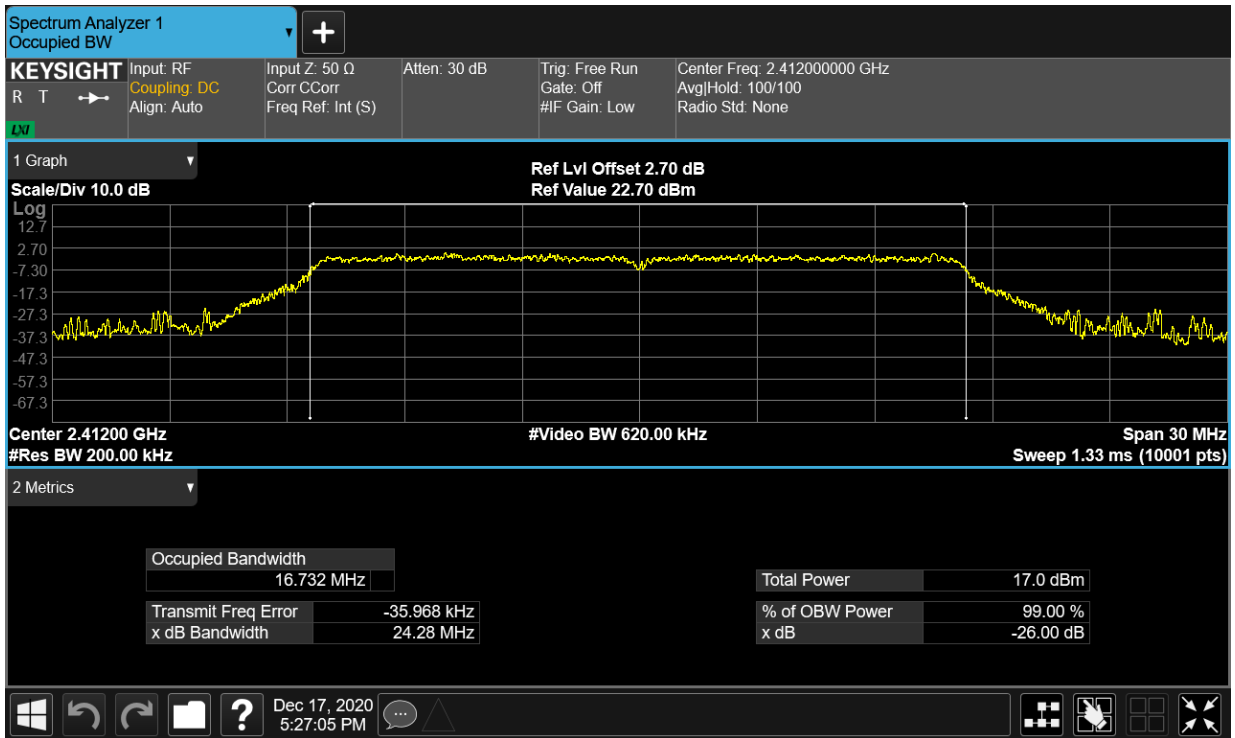 Spectrum Analyzer 1
Occupied BW
KEYSIGHT
R T
LXI
Input: RF
Coupling: DC
Align: Auto
Input Z: 50 Ω
Corr CCorr
Freq Ref: Int (S)
Atten: 30 dB
Trig: Free Run
Gate: Off
#IF Gain: Low
Center Freq: 2.412000000 GHz
Avg|Hold: 100/100
Radio Std: None
1 Graph
Scale/Div 10.0 dB
Ref Lvl Offset 2.70 dB
Ref Value 22.70 dBm
Log
12.7
2.70
-7.30
-17.3
-27.3
-37.3
-47.3
-57.3
-67.3
Center 2.41200 GHz
#Video BW 620.00 kHz
Span 30 MHz
#Res BW 200.00 kHz
Sweep 1.33 ms (10001 pts)
2 Metrics
Occupied Bandwidth
16.732 MHz
Total Power 17.0 dBm
Transmit Freq Error -35.968 kHz
% of OBW Power 99.00 %
x dB Bandwidth 24.28 MHz
x dB -26.00 dB
?
Dec 17, 2020
5:27:05 PM